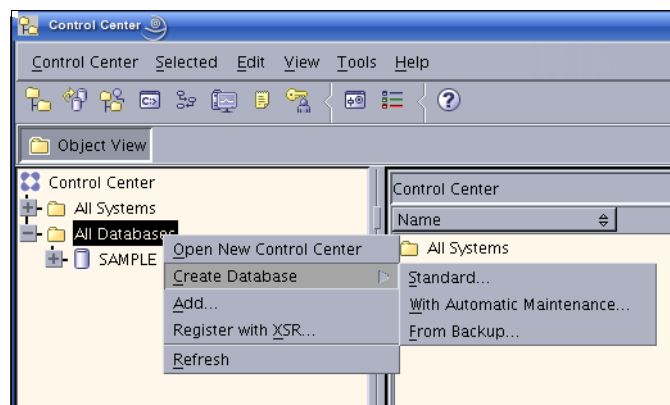 Control Center
Control Center Selected Edit View Tools Help
C:\
?
Object View
Control Center
All Systems
All Databases
SAMPLE
Open New Control Center
Create Database
Add...
Register with XSR...
Refresh
Control Center
Name
All Systems
Standard...
With Automatic Maintenance...
From Backup...